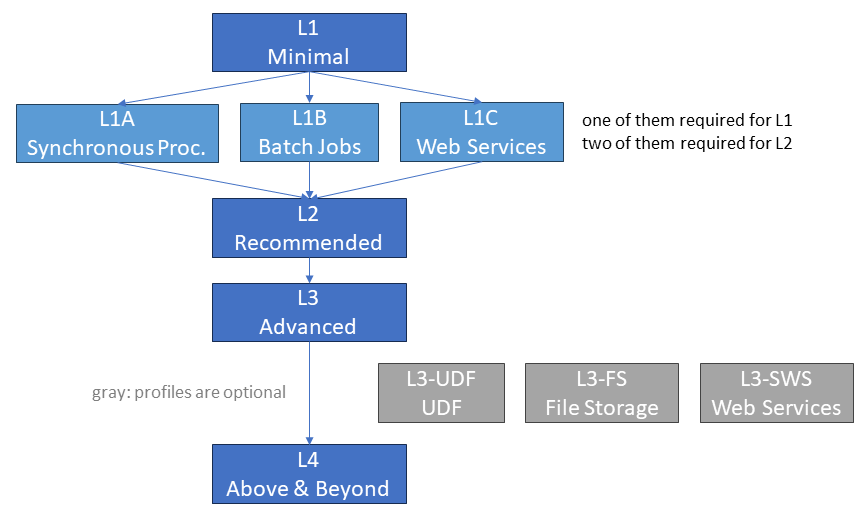 L1
Minimal
L1A
Synchronous Proc.
L1B
Batch Jobs
L1C
Web Services
one of them required for L1
two of them required for L2
L2
Recommended
L3
Advanced
gray: profiles are optional
L3-UDF
UDF
L3-FS
File Storage
L3-SWS
Web Services
L4
Above & Beyond